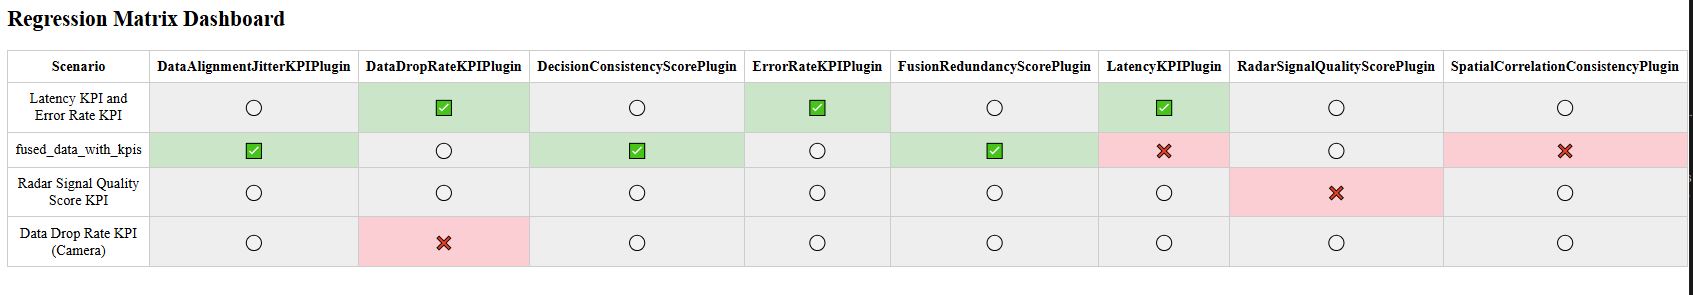 Regression Matrix Dashboard
Scenario DataAlignmentJitterKPIPlugin DataDropRateKPIPlugin DecisionConsistencyScorePlugin ErrorRateKPIPlugin FusionRedundancyScorePlugin LatencyKPIPlugin RadarSignalQualityScorePlugin SpatialCorrelationConsistencyPlugin
Latency KPI and
Error Rate KPI
fused_data_with_kpis
Radar Signal Quality
Score KPI
Data Drop Rate KPI
(Camera)